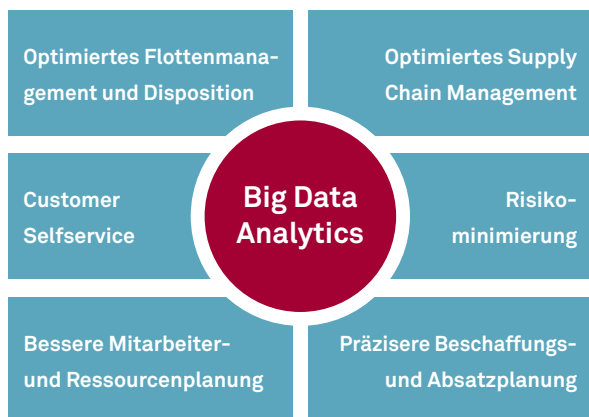 Optimiertes Flottenmana-
gement und Disposition
Optimiertes Supply
Chain Management
Customer
Selfservice
Big Data
Analytics
Risiko-
minimierung
Bessere Mitarbeiter-
und Ressourcenplanung
Präzisere Beschaffungs-
und Absatzplanung